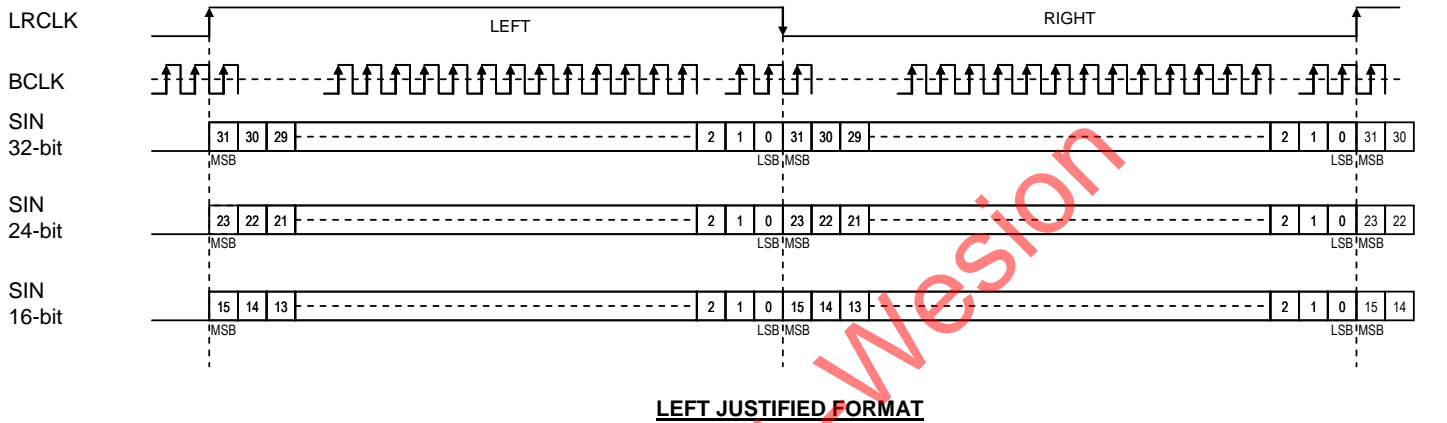 LRCLK LEFT RIGHT
BCLK
SIN
32-bit
31 30 29 2 1 0 31 30 29 2 1 0 31 30
MSB LSB MSB LSB MSB
SIN
24-bit
23 22 21 2 1 0 23 22 21 2 1 0 23 22
MSB LSB MSB LSB MSB
SIN
16-bit
15 14 13 2 1 0 15 14 13 2 1 0 15 14
MSB LSB MSB LSB MSB
Wesion
LEFT JUSTIFIED FORMAT